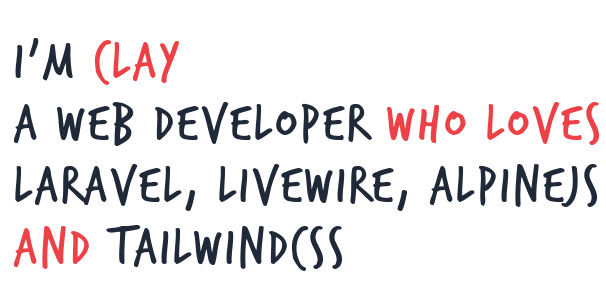 I'M CLAY
A WEB DEVELOPER WHO LOVES
LARAVEL, LIVEWIRE, ALPINEJS
AND TAILWINDCSS